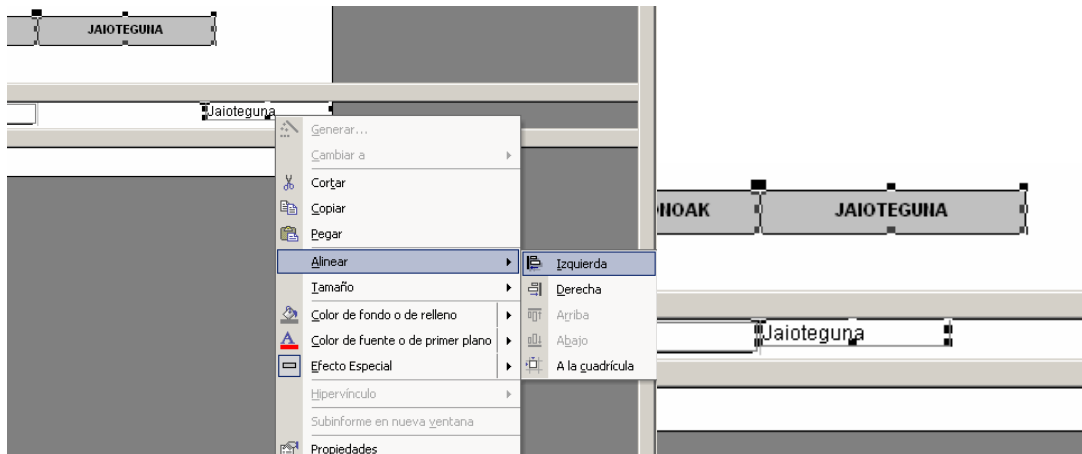 JAIOTEGUNA
Jaioteguna
Generar...
Cambiar a
Cortar
Copiar
Pegar
Alinear
Tamaño
Color de fondo o de relleno
Color de fuente o de primer plano
Efecto Especial
Hipervínculo
Subinforme en nueva ventana
Propiedades
Izquierda
Derecha
Arriba
Abajo
A la cuadrícula
NOAK JAIOTEGUNA
Jaioteguna